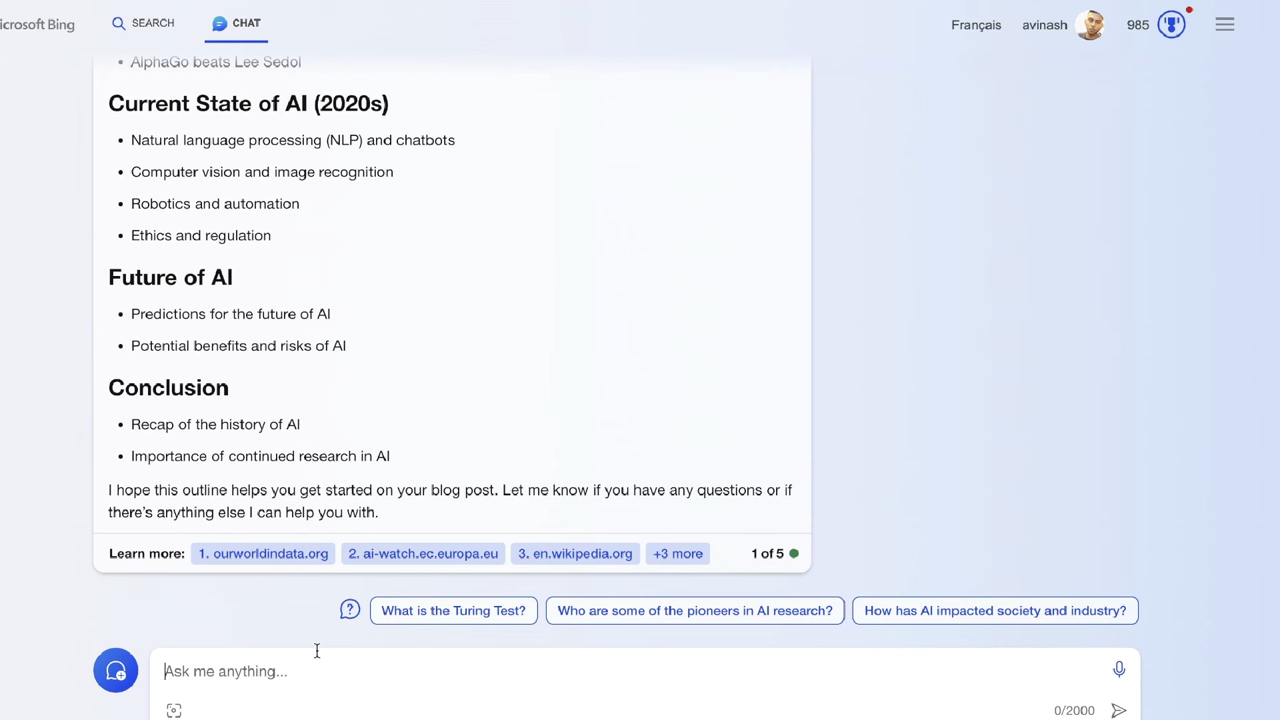 icrosoft Bing
SEARCH
CHAT
Français
avinash
985
• AlphaGo beats Lee Sedol
Current State of AI (2020s)
• Natural language processing (NLP) and chatbots
• Computer vision and image recognition
• Robotics and automation
• Ethics and regulation
Future of AI
• Predictions for the future of AI
• Potential benefits and risks of AI
Conclusion
• Recap of the history of AI
• Importance of continued research in AI
I hope this outline helps you get started on your blog post. Let me know if you have any questions or if
there's anything else I can help you with.
Learn more: 1. ourworldindata.org 2. ai-watch.ec.europa.eu 3. en.wikipedia.org +3 more 1 of 5
What is the Turing Test? Who are some of the pioneers in AI research? How has AI impacted society and industry?
Ask me anything...
0/2000